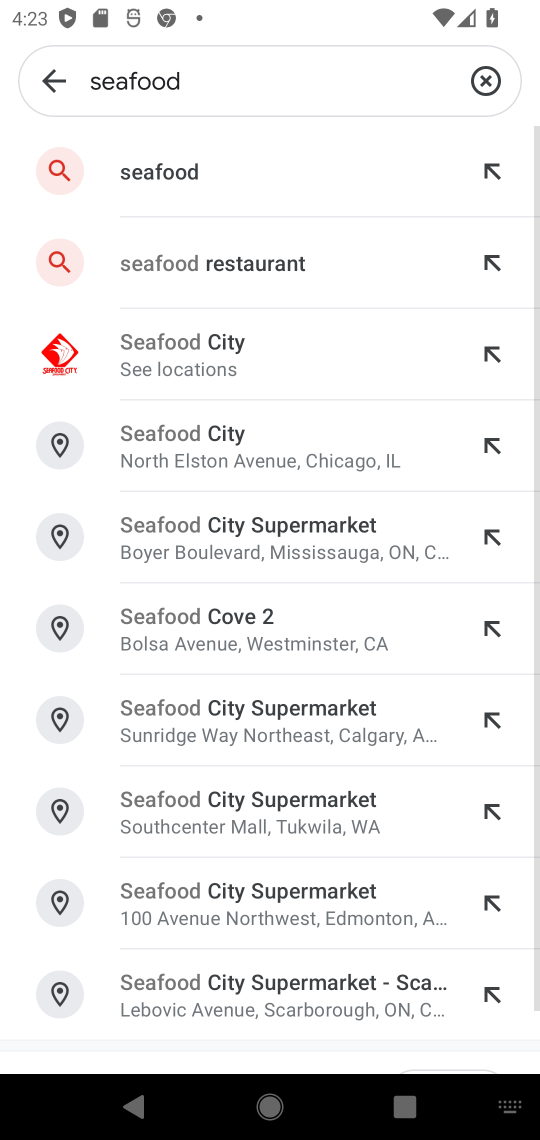 4:23
seafood
seafood
seafood restaurant
SEAFOOD CITY
Seafood City
See locations
Seafood City
North Elston Avenue, Chicago, IL
Seafood City Supermarket
Boyer Boulevard, Mississauga, ON, C...
Seafood Cove 2
Bolsa Avenue, Westminster, CA
Seafood City Supermarket
Sunridge Way Northeast, Calgary, A...
Seafood City Supermarket
Southcenter Mall, Tukwila, WA
Seafood City Supermarket
100 Avenue Northwest, Edmonton, A...
Seafood City Supermarket - Sca...
Lebovic Avenue, Scarborough, ON, C...